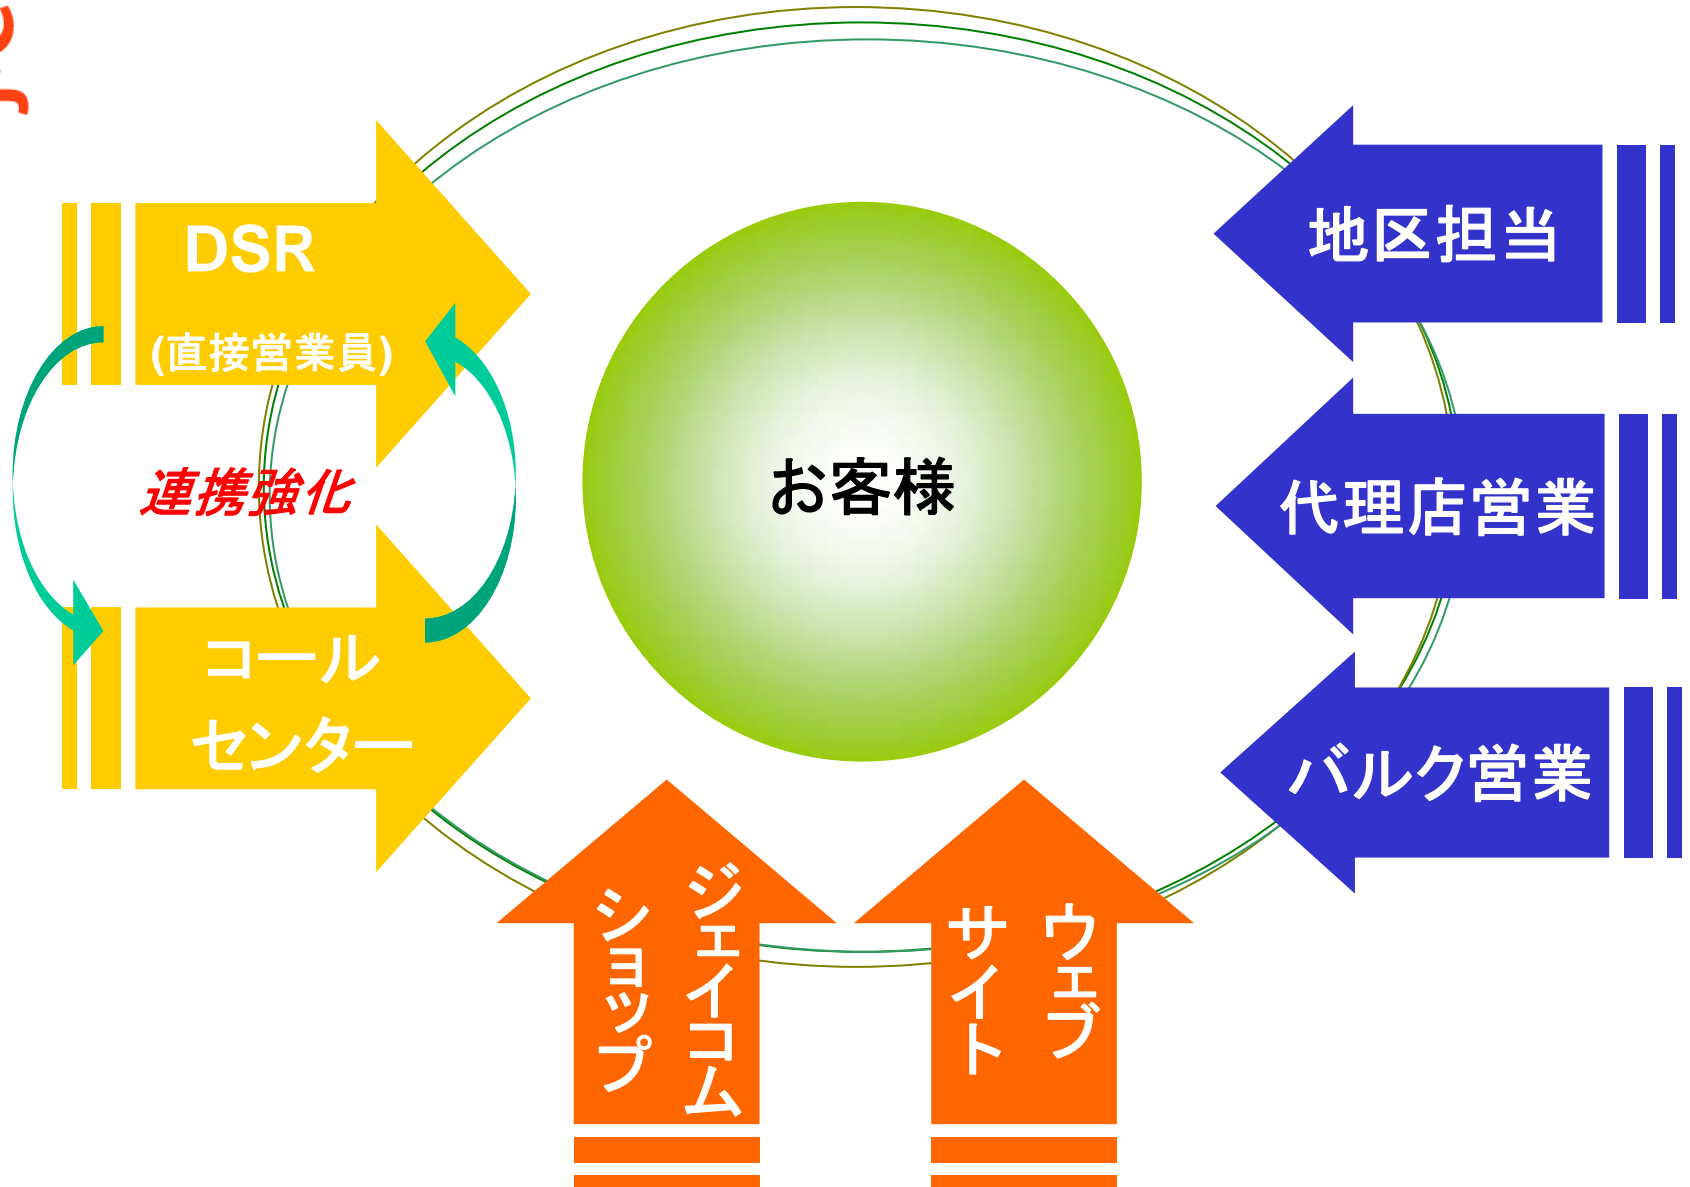 DSR
(直接営業員)
連携強化
コール
センター
お客様
地区担当
代理店営業
バルク営業
ジェイコム
ショップ
ウェブ
サイト